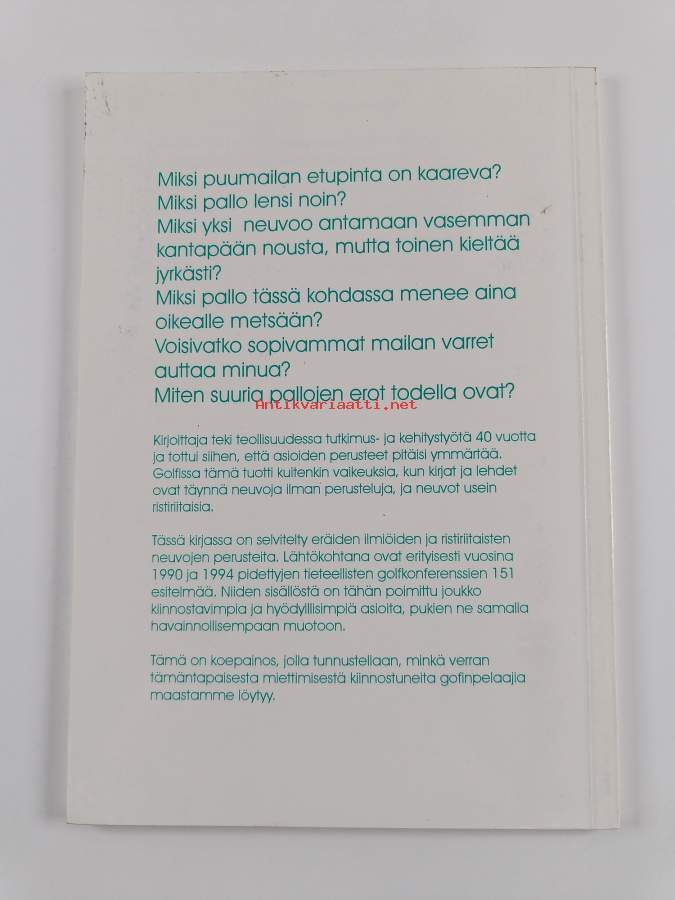 Miksi puumailan etupinta on kaareva?
Miksi pallo lensi noin?
Miksi yksi neuvoo antamaan vasemman
kantapään nousta, mutta toinen kieltää
jyrkästi?
Miksi pallo tässä kohdassa menee aina
oikealle metsään?
Voisivatko sopivammat mailan varret
auttaa minua?
Miten suuria pallojen erot todella ovat?
Antikvariaatti.net
Kirjoittaja teki teollisuudessa tutkimus- ja kehitystyötä 40 vuotta
ja tottui siihen, että asioiden perusteet pitäisi ymmärtää.
Golfissa tämä tuotti kuitenkin vaikeuksia, kun kirjat ja lehdet
ovat täynnä neuvoja ilman perusteluja, ja neuvot usein
ristiriitaisia.
Tässä kirjassa on selvitelty eräiden ilmiöiden ja ristiriitaisten
neuvojen perusteita. Lähtökohtana ovat erityisesti vuosina
1990 ja 1994 pidettyjen tieteellisten golfkonferenssien 151
esitelmää. Niiden sisällöstä on tähän poimittu joukko
kiinnostavimpia ja hyödyllisimpiä asioita, pukien ne samalla
havainnollisempaan muotoon.
Tämä on koepainos, jolla tunnustellaan, minkä verran
tämäntapaisesta miettimisestä kiinnostuneita gofinpelaajia
maastamme löytyy.